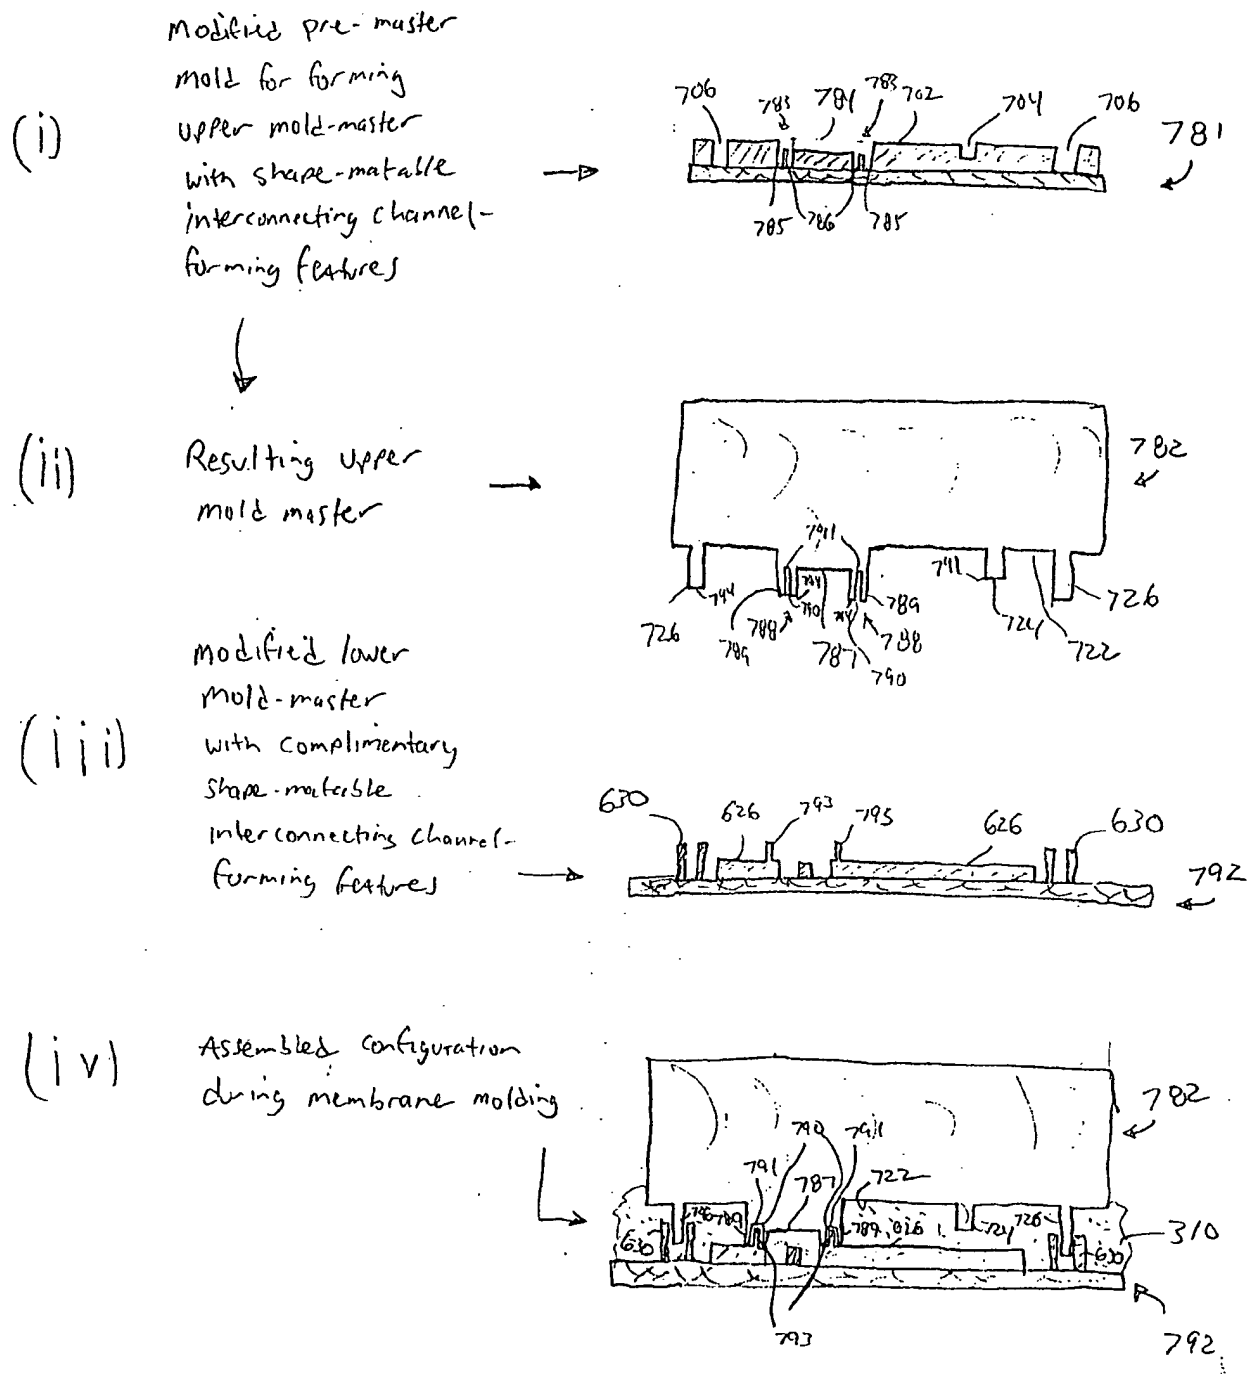 (i)
Modified pre-master
mold for forming
upper mold-master
with shape-matable
interconnecting channel-
forming features
706 783 784 783 702 704 706
781
785 786 785
(ii)
Resulting upper
mold master
782
791
744 794 790 794 741
726 789 788 787 790 788 789 724 722 726
(iii)
Modified lower
mold-master
with complimentary
shape-matable
interconnecting channel-
forming features
630 626 793 795 626 630
792
(iv)
Assembled configuration
during membrane molding
782
791 790 787 791 722
630 789 789 626 724 726 630 310
793
792